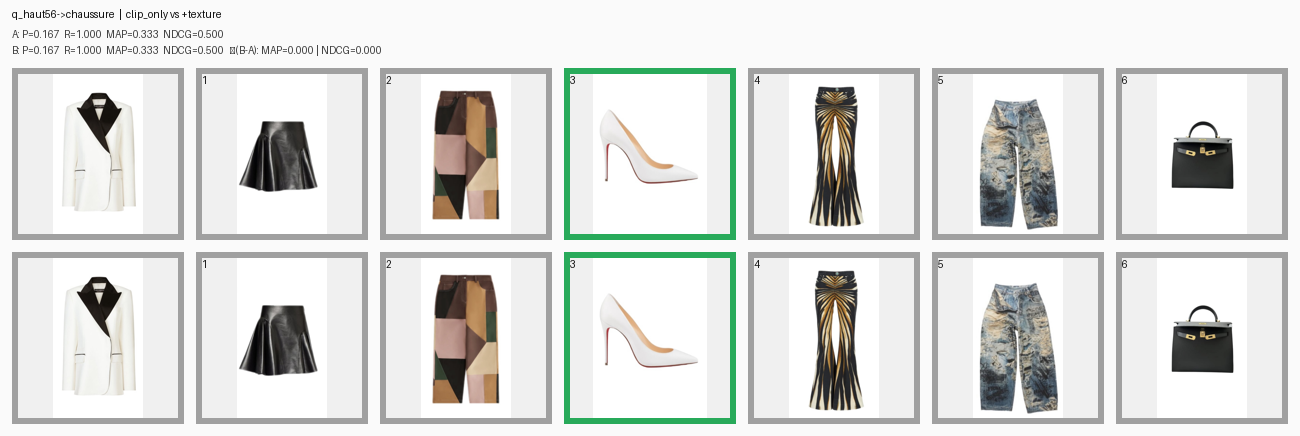 q_haut56->chaussure | clip_only vs +texture
A: P=0.167 R=1.000 MAP=0.333 NDCG=0.500
B: P=0.167 R=1.000 MAP=0.333 NDCG=0.500 (B-A): MAP=0.000 | NDCG=0.000
1 2 3 4 5 6
1 2 3 4 5 6